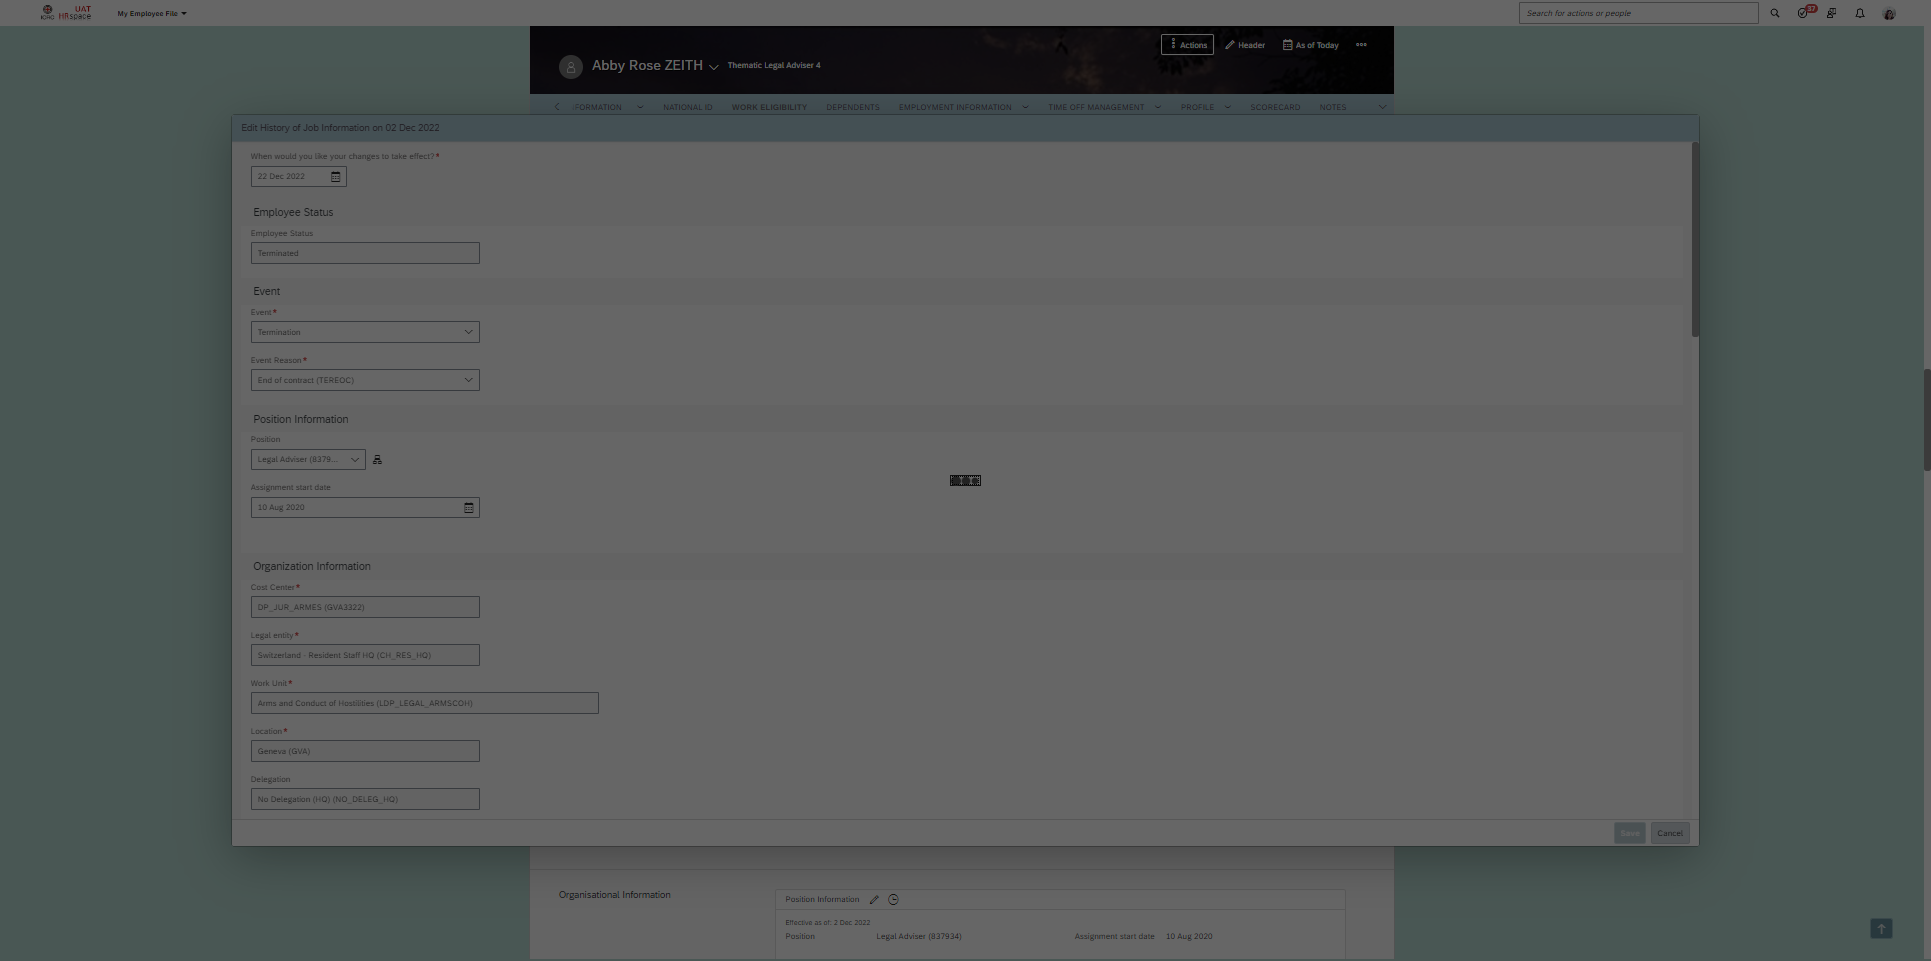 ICRC UAT HRspace
My Employee File
Search for actions or people
37
Actions
Header
As of Today
Abby Rose ZEITH
Thematic Legal Adviser 4
FORMATION
NATIONAL ID
WORK ELIGIBILITY
DEPENDENTS
EMPLOYMENT INFORMATION
TIME OFF MANAGEMENT
PROFILE
SCORECARD
NOTES
Edit History of Job Information on 02 Dec 2022
When would you like your changes to take effect?*
22 Dec 2022
Employee Status
Employee Status
Terminated
Event
Event*
Termination
Event Reason*
End of contract (TEREOC)
Position Information
Position
Legal Adviser (8379...
Assignment start date
10 Aug 2020
Organization Information
Cost Center*
DP_JUR_ARMES (GVA3322)
Legal entity*
Switzerland - Resident Staff HQ (CH_RES_HQ)
Work Unit*
Arms and Conduct of Hostilities (LDP_LEGAL_ARMSCOH)
Location*
Geneva (GVA)
Delegation
No Delegation (HQ) (NO_DELEG_HQ)
Save
Cancel
Organisational Information
Position Information
Effective as of: 2 Dec 2022
Position
Legal Adviser (837934)
Assignment start date
10 Aug 2020